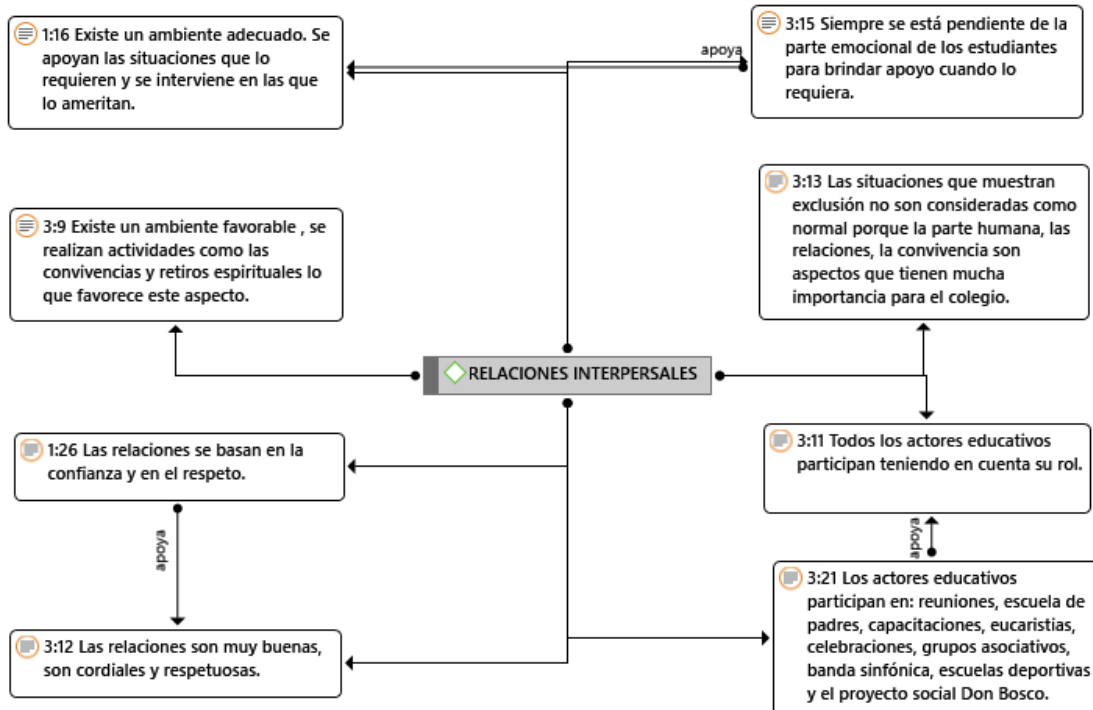 1:16 Existe un ambiente adecuado. Se
apoyan las situaciones que lo
requieren y se interviene en las que
lo ameritan.
apoya
3:15 Siempre se está pendiente de la
parte emocional de los estudiantes
para brindar apoyo cuando lo
requiera.
3:9 Existe un ambiente favorable , se
realizan actividades como las
convivencias y retiros espirituales lo
que favorece este aspecto.
3:13 Las situaciones que muestran
exclusión no son consideradas como
normal porque la parte humana, las
relaciones, la convivencia son
aspectos que tienen mucha
importancia para el colegio.
RELACIONES INTERPERSALES
1:26 Las relaciones se basan en la
confianza y en el respeto.
3:11 Todos los actores educativos
participan teniendo en cuenta su rol.
apoya
apoya
3:12 Las relaciones son muy buenas,
son cordiales y respetuosas.
3:21 Los actores educativos
participan en: reuniones, escuela de
padres, capacitaciones, eucaristias,
celebraciones, grupos asociativos,
banda sinfónica, escuelas deportivas
y el proyecto social Don Bosco.